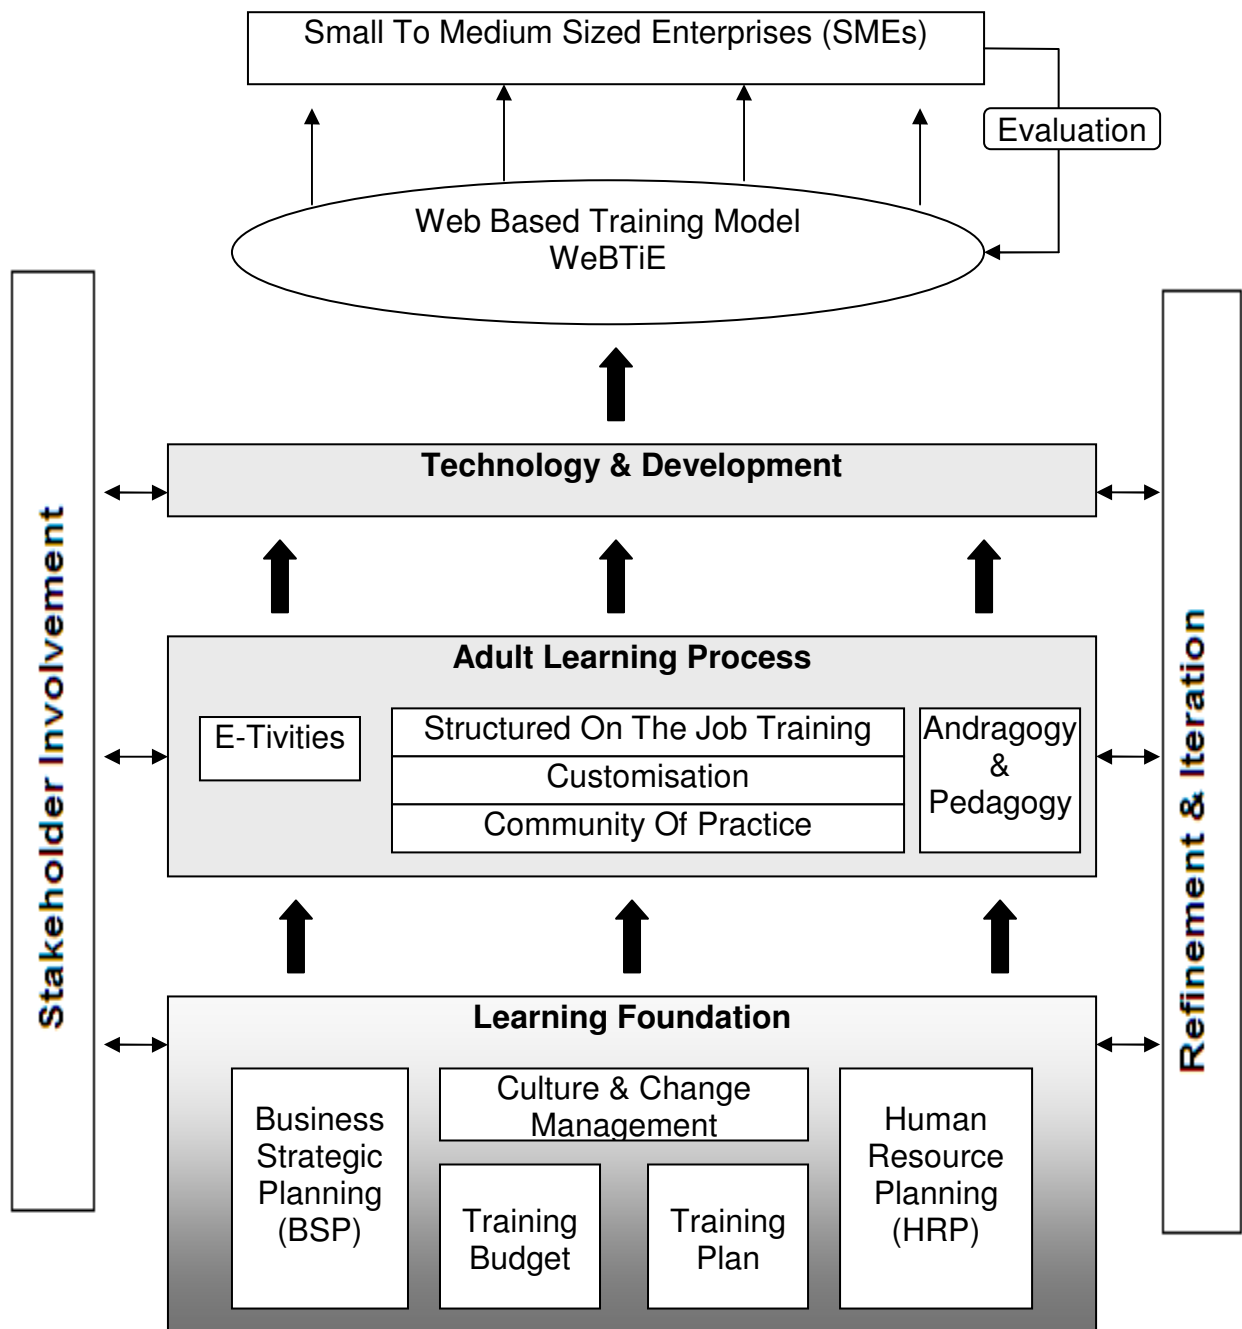 Small To Medium Sized Enterprises (SMEs)
Evaluation
Web Based Training Model
WeBTiE
Stakeholder Involvement
Refinement & Iteration
Technology & Development
Adult Learning Process
E-Tivities
Structured On The Job Training
Customisation
Community Of Practice
Andragogy
&
Pedagogy
Learning Foundation
Business
Strategic
Planning
(BSP)
Culture & Change
Management
Training
Budget
Training
Plan
Human
Resource
Planning
(HRP)